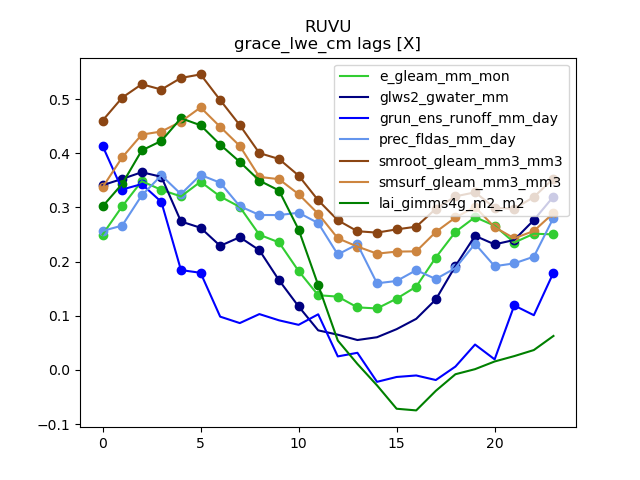 RUVU
grace_lwe_cm lags [X]
e_gleam_mm_mon
glws2_gwater_mm
grun_ens_runoff_mm_day
prec_fldas_mm_day
smroot_gleam_mm3_mm3
smsurf_gleam_mm3_mm3
lai_gimms4g_m2_m2
0.5
0.4
0.3
0.2
0.1
0.0
−0.1
0 5 10 15 20